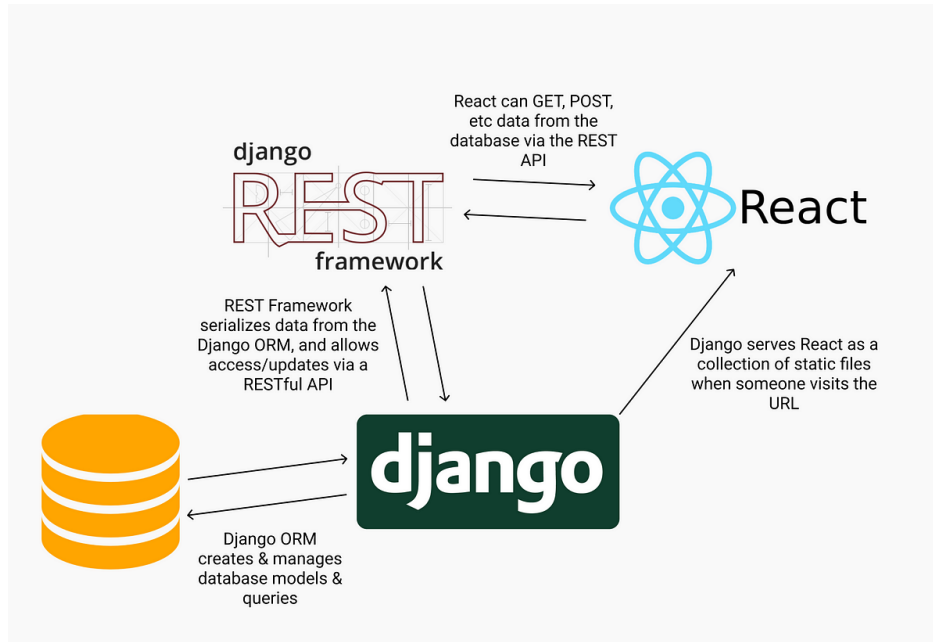 React can GET, POST,
etc data from the
database via the REST
API
django
REST
framework
React
REST Framework
serializes data from the
Django ORM, and allows
access/updates via a
RESTful API
Django serves React as a
collection of static files
when someone visits the
URL
django
Django ORM
creates & manages
database models &
queries